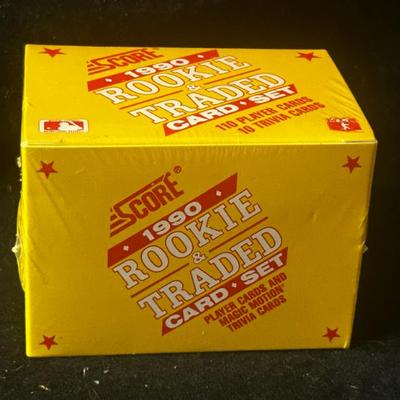 SCORE®
1990
ROOKIE
&
TRADED
CARD • SET
110 PLAYER CARDS
10 TRIVIA CARDS
SCORE®
• 1990 •
ROOKIE
&
TRADED
CARD • SET
PLAYER CARDS AND
MAGIC MOTION®
TRIVIA CARDS